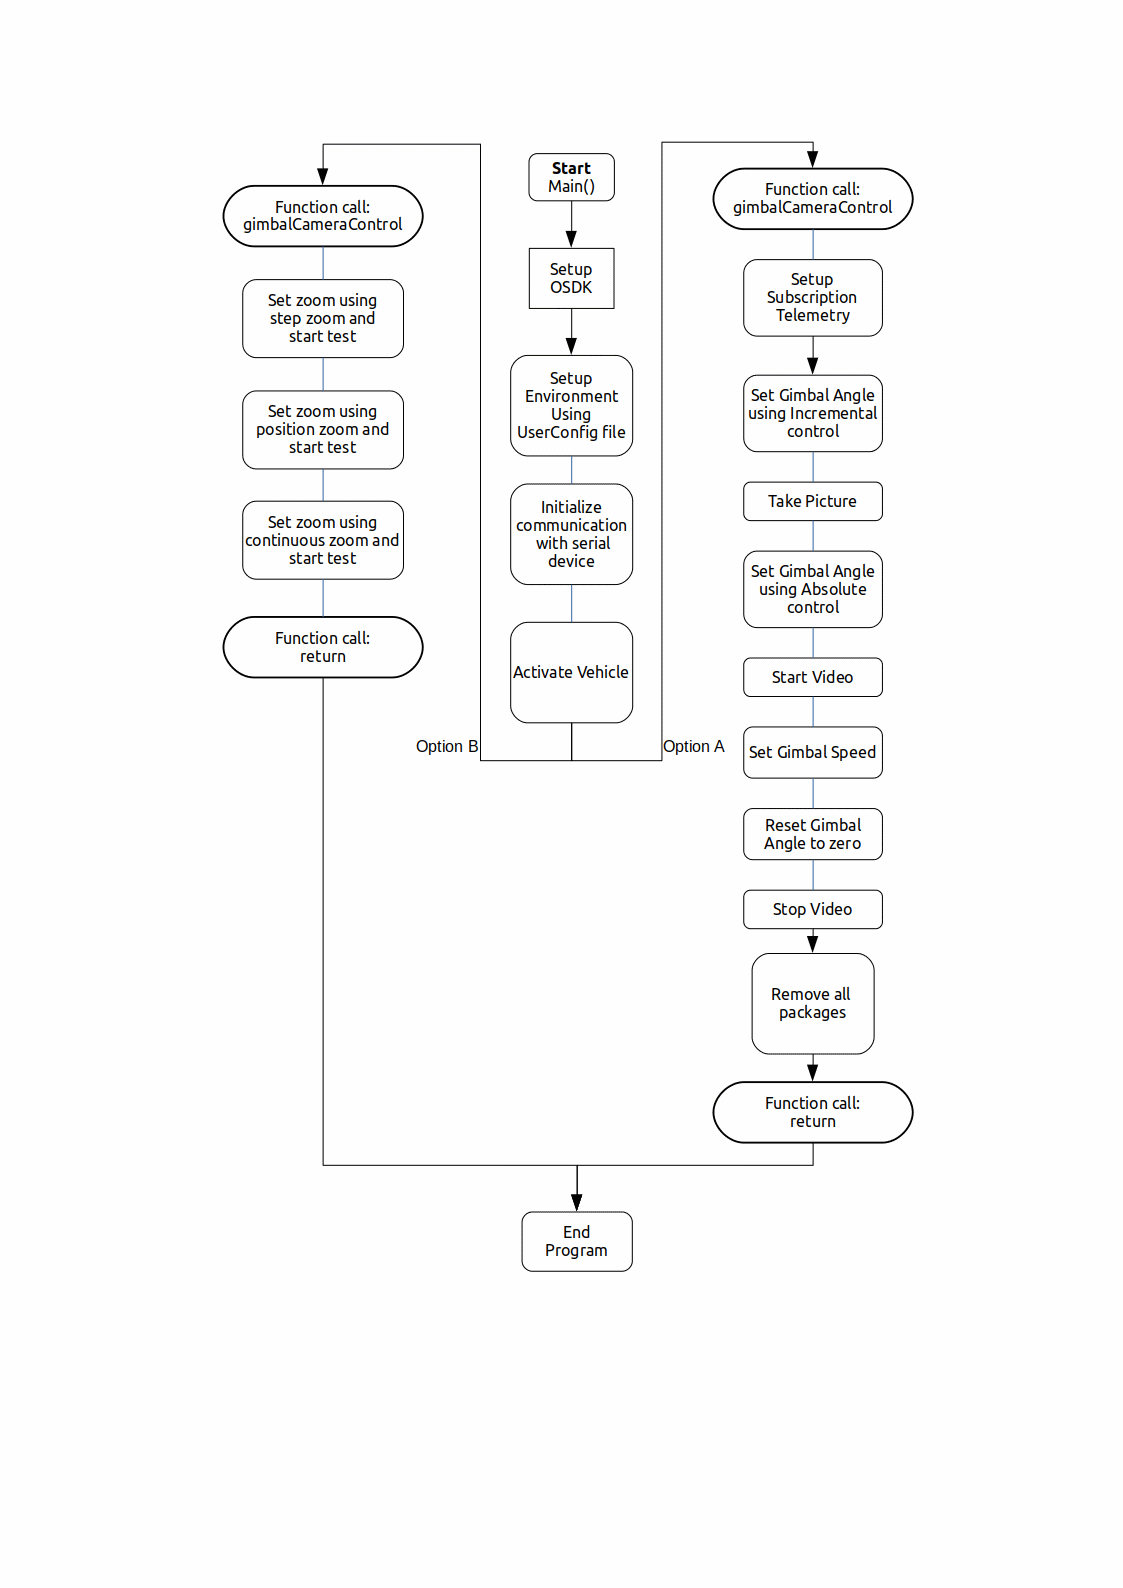 Start
Main()
Setup
OSDK
Setup
Environment
Using
UserConfig file
Initialize
communication
with serial
device
Activate Vehicle
Option B
Option A
Function call:
gimbalCameraControl
Set zoom using
step zoom and
start test
Set zoom using
position zoom and
start test
Set zoom using
continuous zoom and
start test
Function call:
return
Function call:
gimbalCameraControl
Setup
Subscription
Telemetry
Set Gimbal Angle
using Incremental
control
Take Picture
Set Gimbal Angle
using Absolute
control
Start Video
Set Gimbal Speed
Reset Gimbal
Angle to zero
Stop Video
Remove all
packages
Function call:
return
End
Program